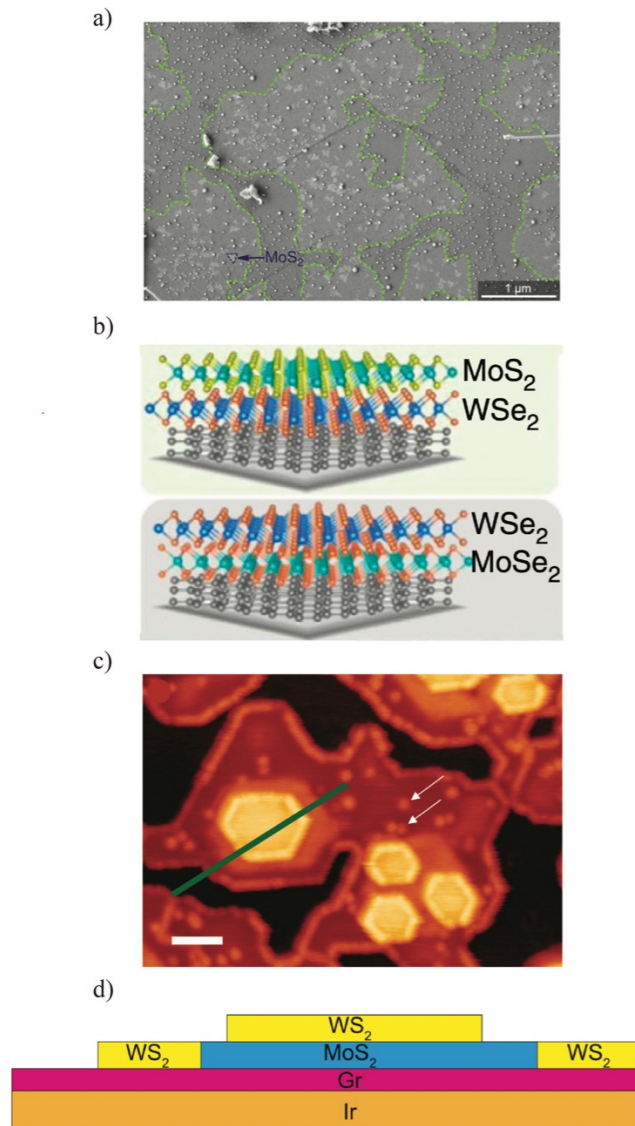 a)
MoS₂
1 µm
b)
MoS₂
WSe₂
WSe₂
MoSe₂
c)
d)
WS₂
WS₂ MoS₂ WS₂
Gr
Ir